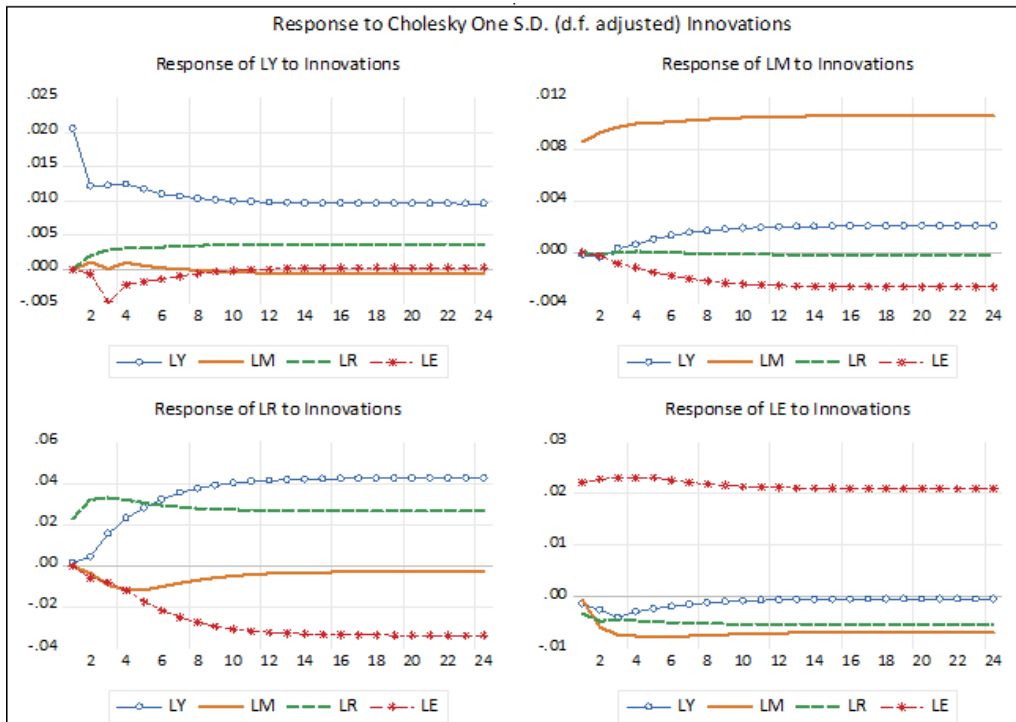 Response to Cholesky One S.D. (d.f. adjusted) Innovations
Response of LY to Innovations
.025
.020
.015
.010
.005
.000
-.005
2 4 6 8 10 12 14 16 18 20 22 24
LY LM LR LE
Response of LM to Innovations
.012
.008
.004
.000
-.004
2 4 6 8 10 12 14 16 18 20 22 24
LY LM LR LE
Response of LR to Innovations
.06
.04
.02
.00
-.02
-.04
2 4 6 8 10 12 14 16 18 20 22 24
LY LM LR LE
Response of LE to Innovations
.03
.02
.01
.00
-.01
2 4 6 8 10 12 14 16 18 20 22 24
LY LM LR LE